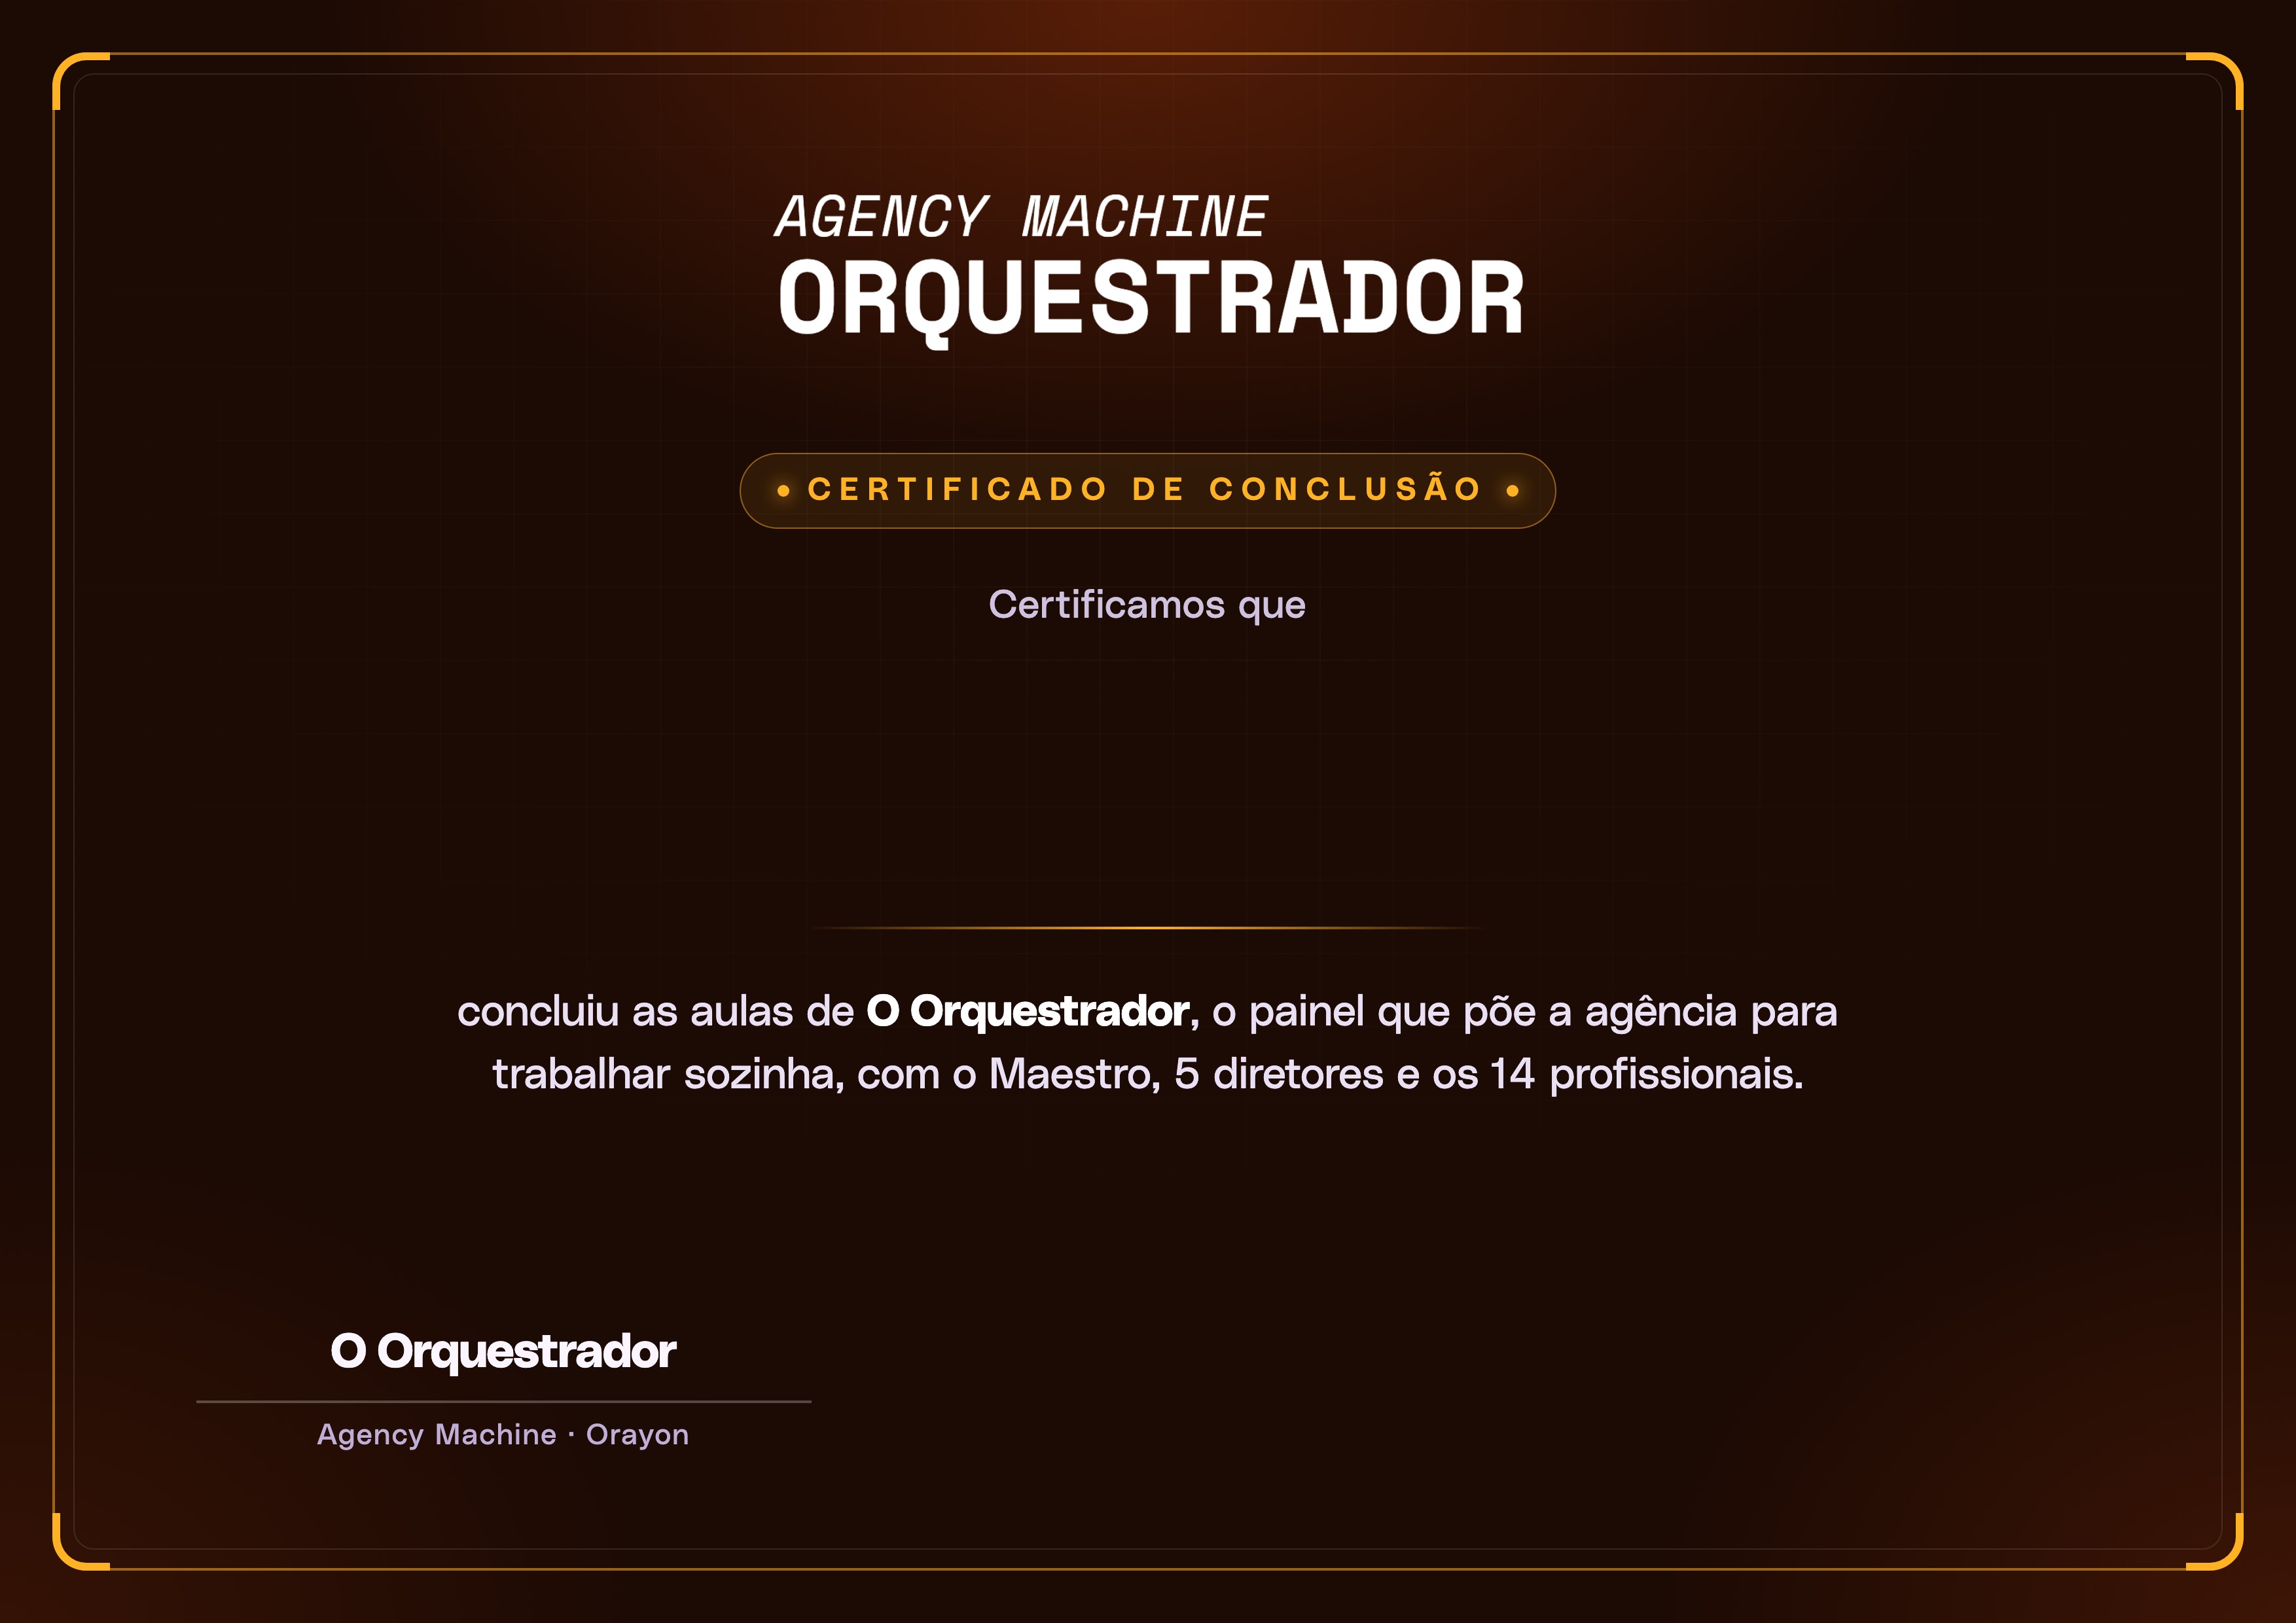 AGENCY MACHINE
ORQUESTRADOR
• CERTIFICADO DE CONCLUSÃO •
Certificamos que
concluiu as aulas de O Orquestrador, o painel que põe a agência para
trabalhar sozinha, com o Maestro, 5 diretores e os 14 profissionais.
O Orquestrador
Agency Machine · Orayon